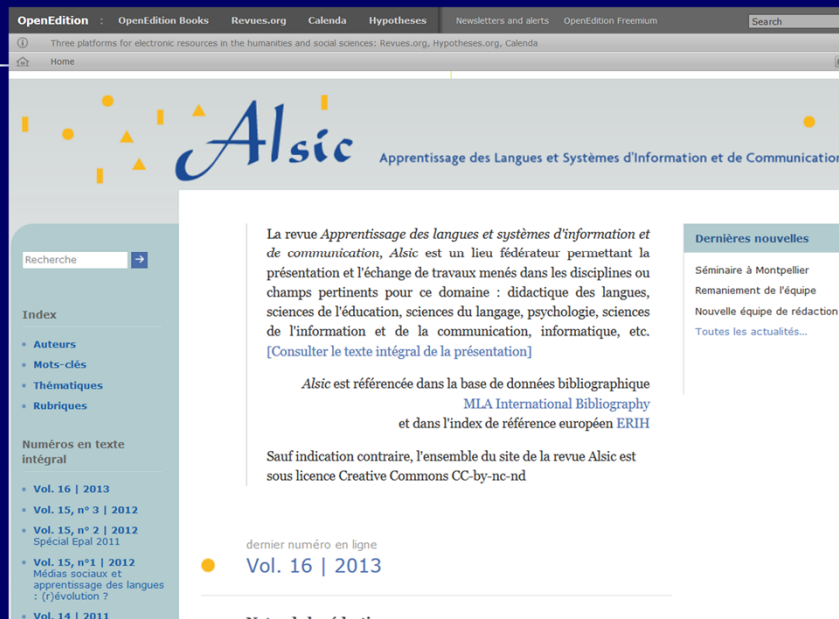 OpenEdition : OpenEdition Books Revues.org Calenda Hypotheses Newsletters and alerts OpenEdition Freemium Search
Three platforms for electronic resources in the humanities and social sciences: Revues.org, Hypotheses.org, Calenda
Home
Alsic
Apprentissage des Langues et Systèmes d'Information et de Communication
Recherche
Index
Auteurs
Mots-clés
Thématiques
Rubriques
Numéros en texte
intégral
Vol. 16 | 2013
Vol. 15, n° 3 | 2012
Vol. 15, n° 2 | 2012
Spécial Epal 2011
Vol. 15, n°1 | 2012
Médias sociaux et
apprentissage des langues
: (r)évolution ?
Vol. 14 | 2011
La revue Apprentissage des langues et systèmes d'information et
de communication, Alsic est un lieu fédérateur permettant la
présentation et l'échange de travaux menés dans les disciplines ou
champs pertinents pour ce domaine : didactique des langues,
sciences de l'éducation, sciences du langage, psychologie, sciences
de l'information et de la communication, informatique, etc.
[Consulter le texte intégral de la présentation]
Alsic est référencée dans la base de données bibliographique
MLA International Bibliography
et dans l'index de référence européen ERIH
Sauf indication contraire, l'ensemble du site de la revue Alsic est
sous licence Creative Commons CC-by-nc-nd
dernier numéro en ligne
Vol. 16 | 2013
Dernières nouvelles
Séminaire à Montpellier
Remaniement de l'équipe
Nouvelle équipe de rédaction
Toutes les actualités...